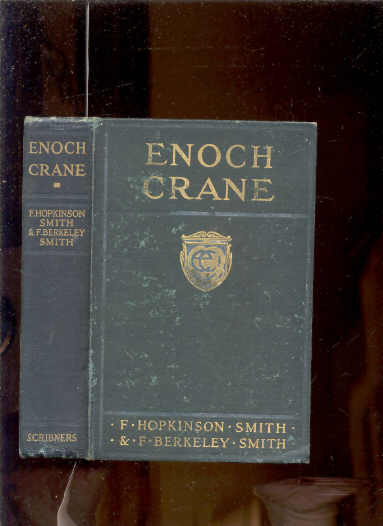 ENOCH
CRANE
F. HOPKINSON
SMITH
& F. BERKELEY
SMITH
SCRIBNERS
ENOCH
CRANE
· F · HOPKINSON · SMITH ·
· & · F · BERKELEY · SMITH ·